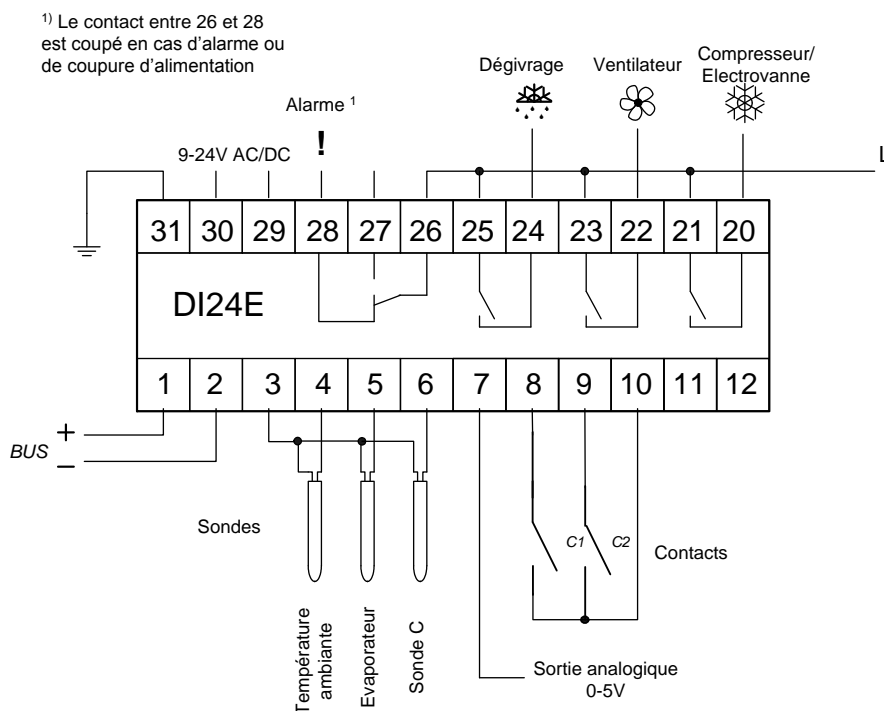 1) Le contact entre 26 et 28
est coupé en cas d'alarme ou
de coupure d'alimentation
Dégivrage
Ventilateur
Compresseur/
Electrovanne
Alarme 1
!
9-24V AC/DC
L
31 30 29 28 27 26 25 24 23 22 21 20
DI24E
1 2 3 4 5 6 7 8 9 10 11 12
BUS
+
–
Sondes
C1
C2
Contacts
Température
ambiante
Evaporateur
Sonde C
Sortie analogique
0-5V